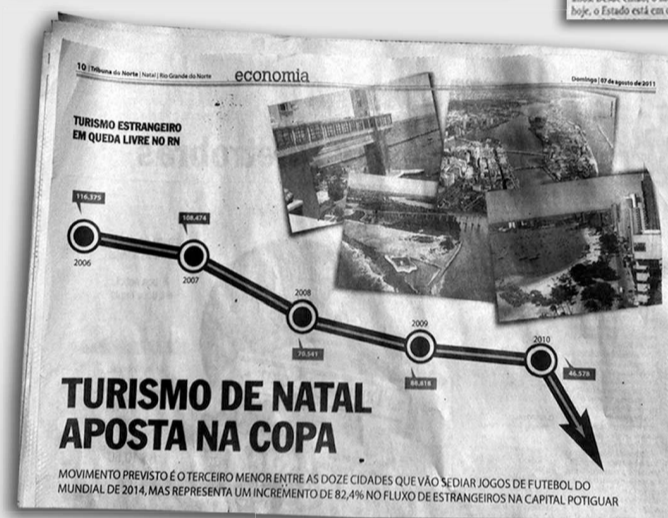 hoje, o Estado está em
10 | Tribuna do Norte | Natal | Rio Grande do Norte
economia
Domingo | 07 de agosto de 2011
TURISMO ESTRANGEIRO
EM QUEDA LIVRE NO RN
116.375
2006
108.474
2007
2008
70.541
2009
2010
46.578
TURISMO DE NATAL
APOSTA NA COPA
MOVIMENTO PREVISTO É O TERCEIRO MENOR ENTRE AS DOZE CIDADES QUE VÃO SEDIAR JOGOS DE FUTEBOL DO
MUNDIAL DE 2014, MAS REPRESENTA UM INCREMENTO DE 82,4% NO FLUXO DE ESTRANGEIROS NA CAPITAL POTIGUAR